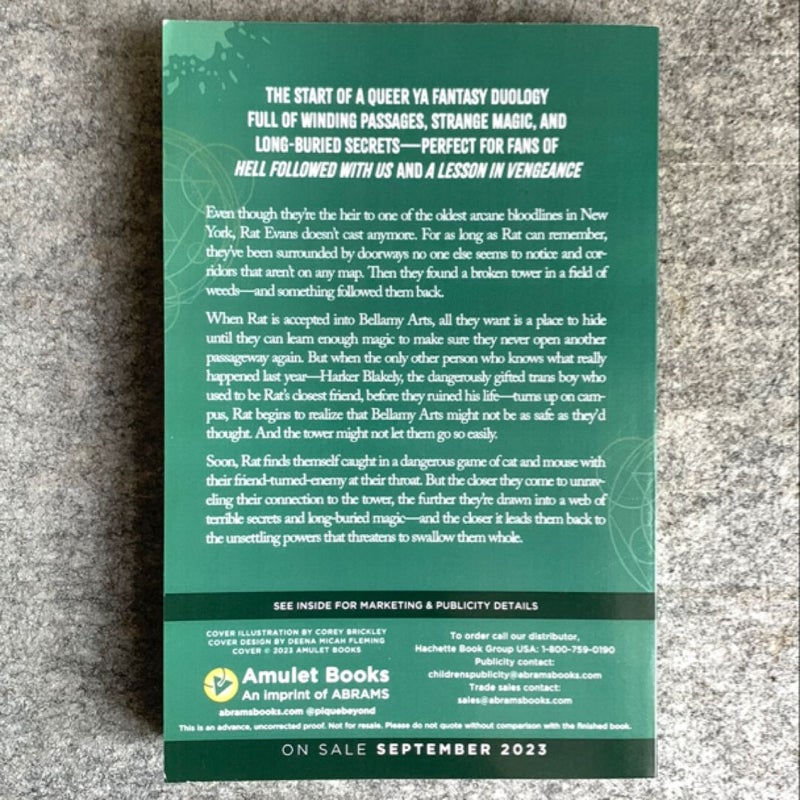 THE START OF A QUEER YA FANTASY DUOLOGY
FULL OF WINDING PASSAGES, STRANGE MAGIC, AND
LONG-BURIED SECRETS—PERFECT FOR FANS OF
HELL FOLLOWED WITH US AND A LESSON IN VENGEANCE
Even though they're the heir to one of the oldest arcane bloodlines in New
York, Rat Evans doesn't cast anymore. For as long as Rat can remember,
they've been surrounded by doorways no one else seems to notice and cor-
ridors that aren't on any map. Then they found a broken tower in a field of
weeds—and something followed them back.
When Rat is accepted into Bellamy Arts, all they want is a place to hide
until they can learn enough magic to make sure they never open another
passageway again. But when the only other person who knows what really
happened last year—Harker Blakely, the dangerously gifted trans boy who
used to be Rat's closest friend, before they ruined his life—turns up on cam-
pus, Rat begins to realize that Bellamy Arts might not be as safe as they'd
thought. And the tower might not let them go so easily.
Soon, Rat finds themself caught in a dangerous game of cat and mouse with
their friend-turned-enemy at their throat. But the closer they come to unrav-
eling their connection to the tower, the further they're drawn into a web of
terrible secrets and long-buried magic—and the closer it leads them back to
the unsettling powers that threatens to swallow them whole.
SEE INSIDE FOR MARKETING & PUBLICITY DETAILS
COVER ILLUSTRATION BY COREY BRICKLEY
COVER DESIGN BY DEENA MICAH FLEMING
COVER © 2023 AMULET BOOKS
Amulet Books
An imprint of ABRAMS
abramsbooks.com @piquebeyond
To order call our distributor,
Hachette Book Group USA: 1-800-759-0190
Publicity contact:
childrenspublicity@abramsbooks.com
Trade sales contact:
sales@abramsbooks.com
This is an advance, uncorrected proof. Not for resale. Please do not quote without comparison with the finished book.
ON SALE SEPTEMBER 2023